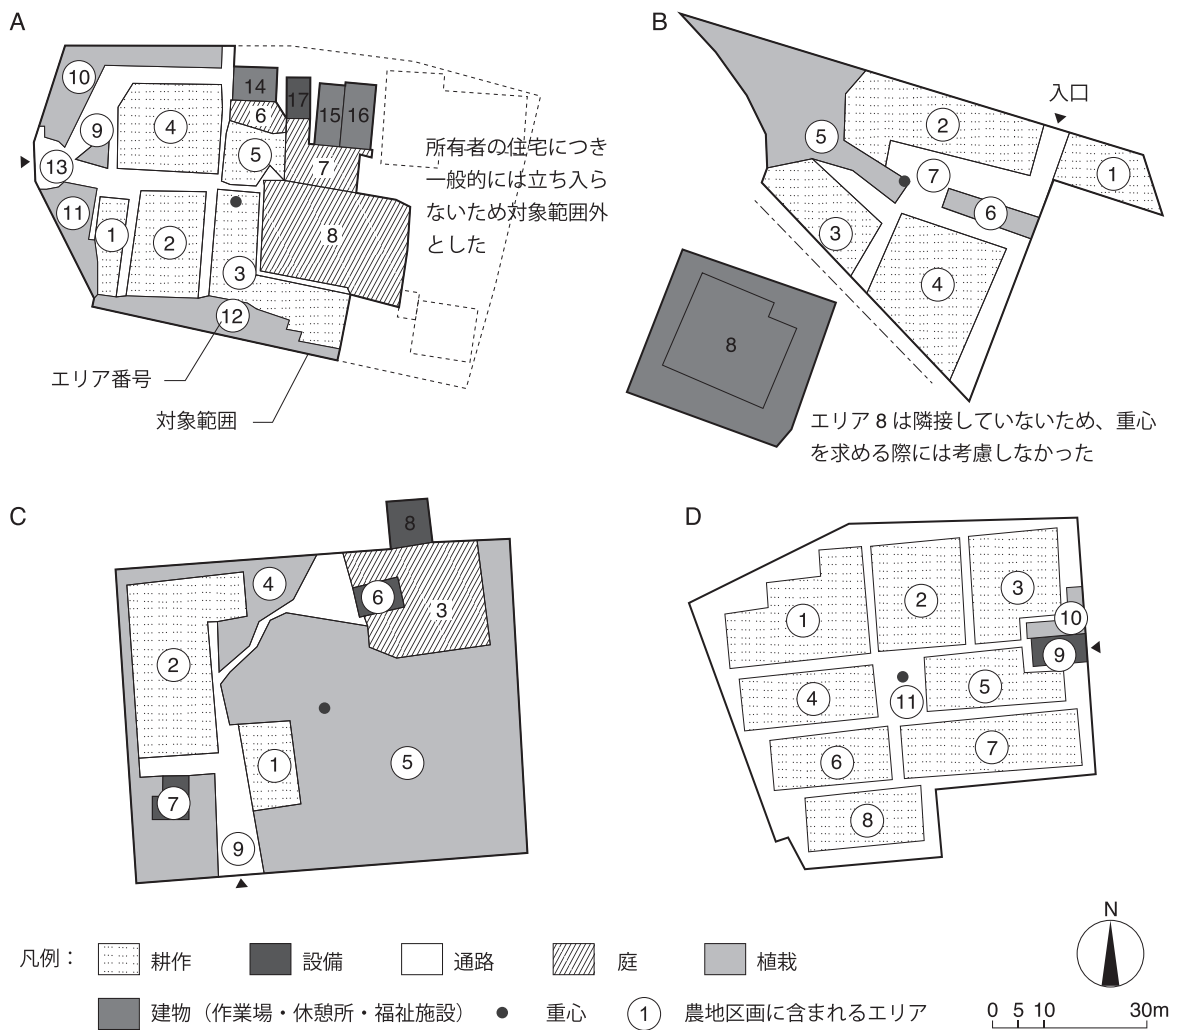 A
10
14
17
15
16
6
9
4
5
7
13
所有者の住宅につき
一般的には立ち入ら
ないため対象範囲外
とした
11
1
2
8
3
12
エリア番号
対象範囲
B
入口
2
5
7
1
6
3
4
8
エリア 8 は隣接していないため、重心
を求める際には考慮しなかった
C
8
4
6
3
2
1
5
7
9
D
3
2
1
10
9
5
4
11
7
6
8
凡例：
耕作
設備
通路
庭
植栽
建物（作業場・休憩所・福祉施設）
重心
1
農地区画に含まれるエリア
N
0 5 10 30m